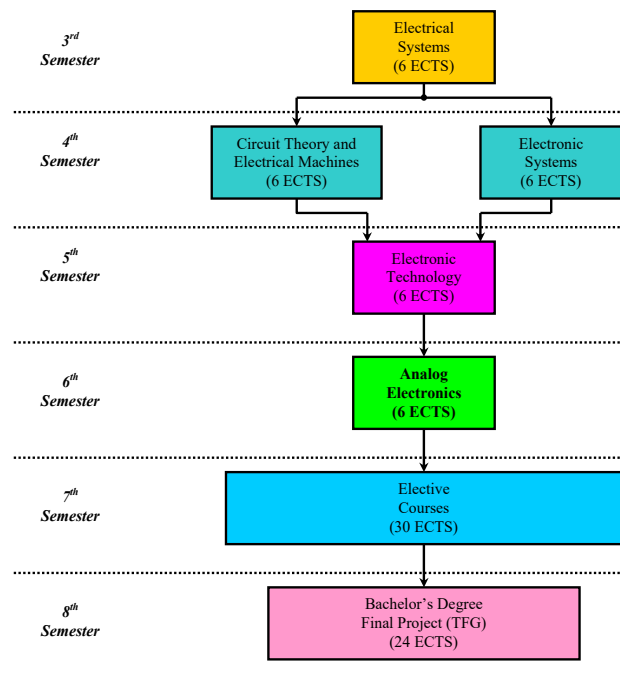 3rd
Semester
Electrical
Systems
(6 ECTS)
4th
Semester
Circuit Theory and
Electrical Machines
(6 ECTS)
Electronic
Systems
(6 ECTS)
5th
Semester
Electronic
Technology
(6 ECTS)
6th
Semester
Analog
Electronics
(6 ECTS)
7th
Semester
Elective
Courses
(30 ECTS)
8th
Semester
Bachelor’s Degree
Final Project (TFG)
(24 ECTS)